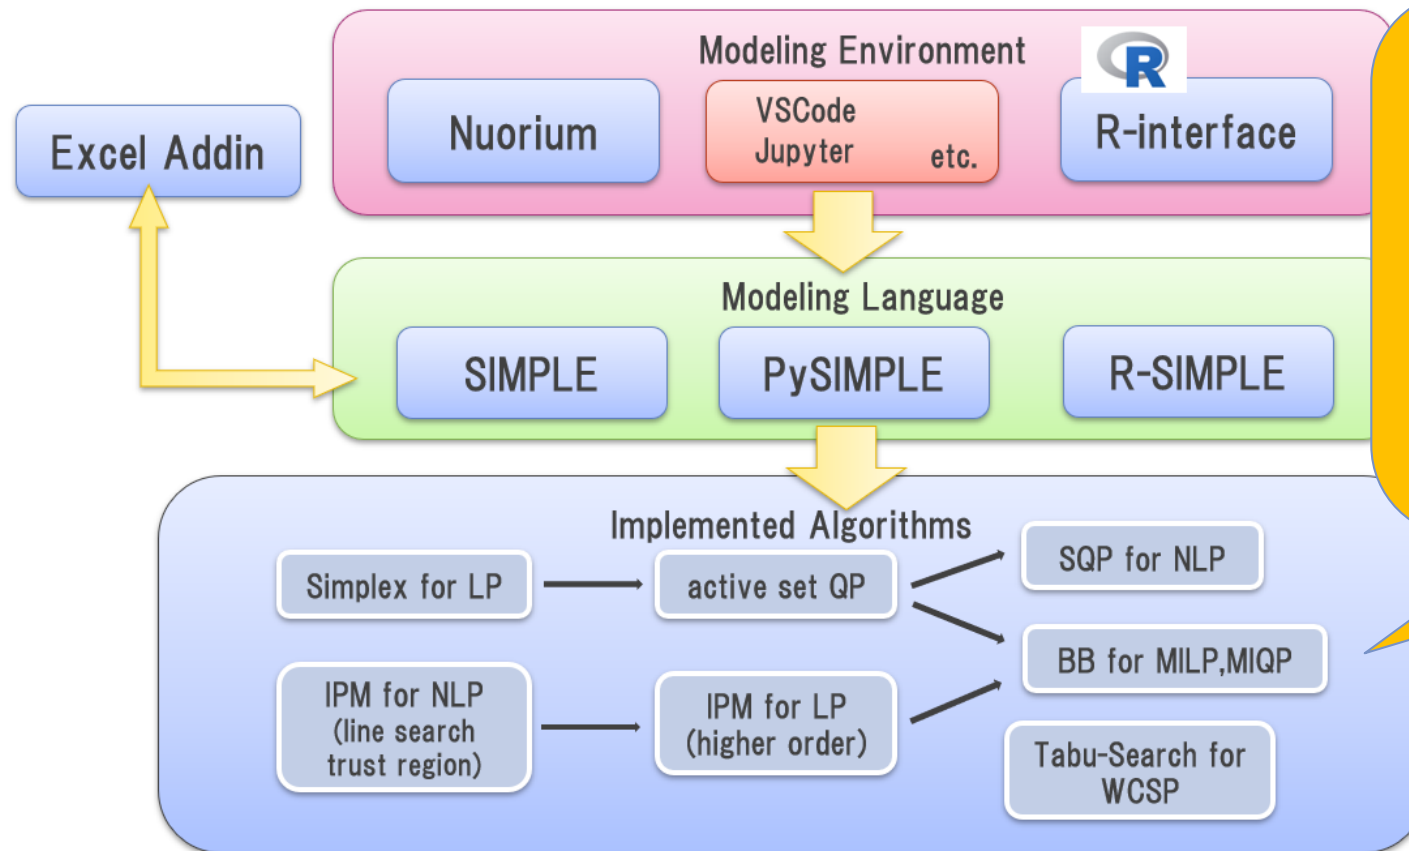 Modeling Environment
R
Excel Addin
Nuorium
VSCode
Jupyter etc.
R-interface
Modeling Language
SIMPLE
PySIMPLE
R-SIMPLE
Implemented Algorithms
Simplex for LP
active set QP
SQP for NLP
BB for MILP,MIQP
IPM for NLP
(line search
trust region)
IPM for LP
(higher order)
Tabu-Search for
WCSP